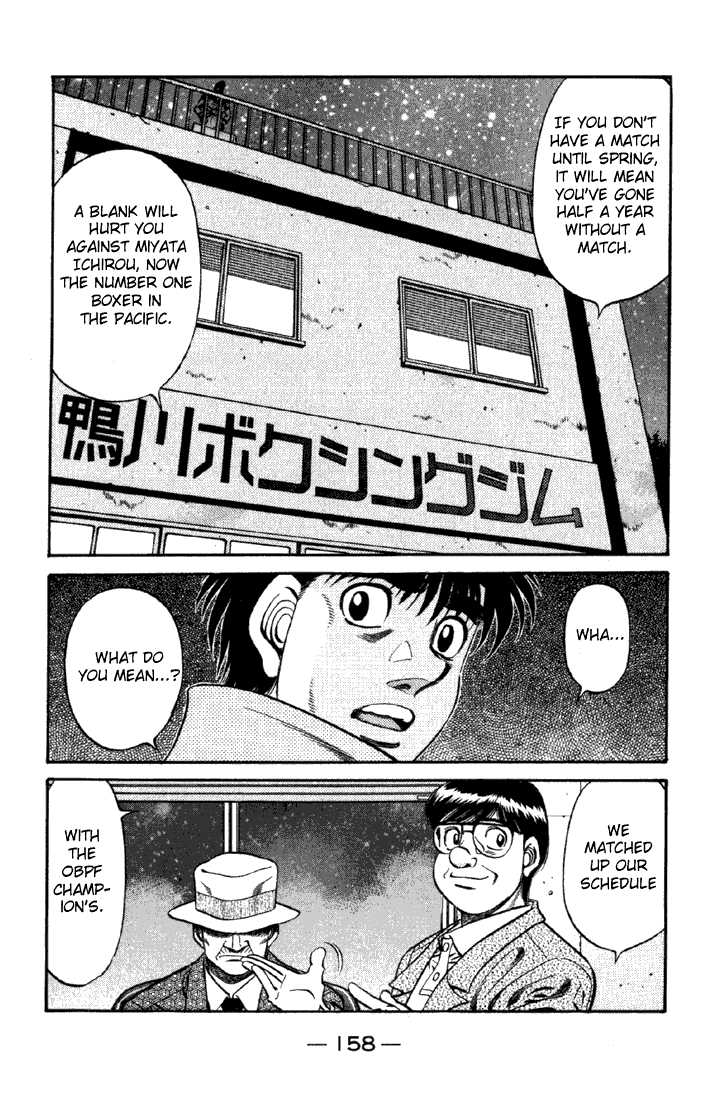 IF YOU DON'T
HAVE A MATCH
UNTIL SPRING,
IT WILL MEAN
YOU'VE GONE
HALF A YEAR
WITHOUT A
MATCH.
A BLANK WILL
HURT YOU
AGAINST MIYATA
ICHIROU, NOW
THE NUMBER ONE
BOXER IN
THE PACIFIC.
鴨川ボクシングジム
WHA...
WHAT DO
YOU MEAN...?
WE
MATCHED
UP OUR
SCHEDULE
WITH
THE
OBPF
CHAMP-
ION'S.
— 158 —